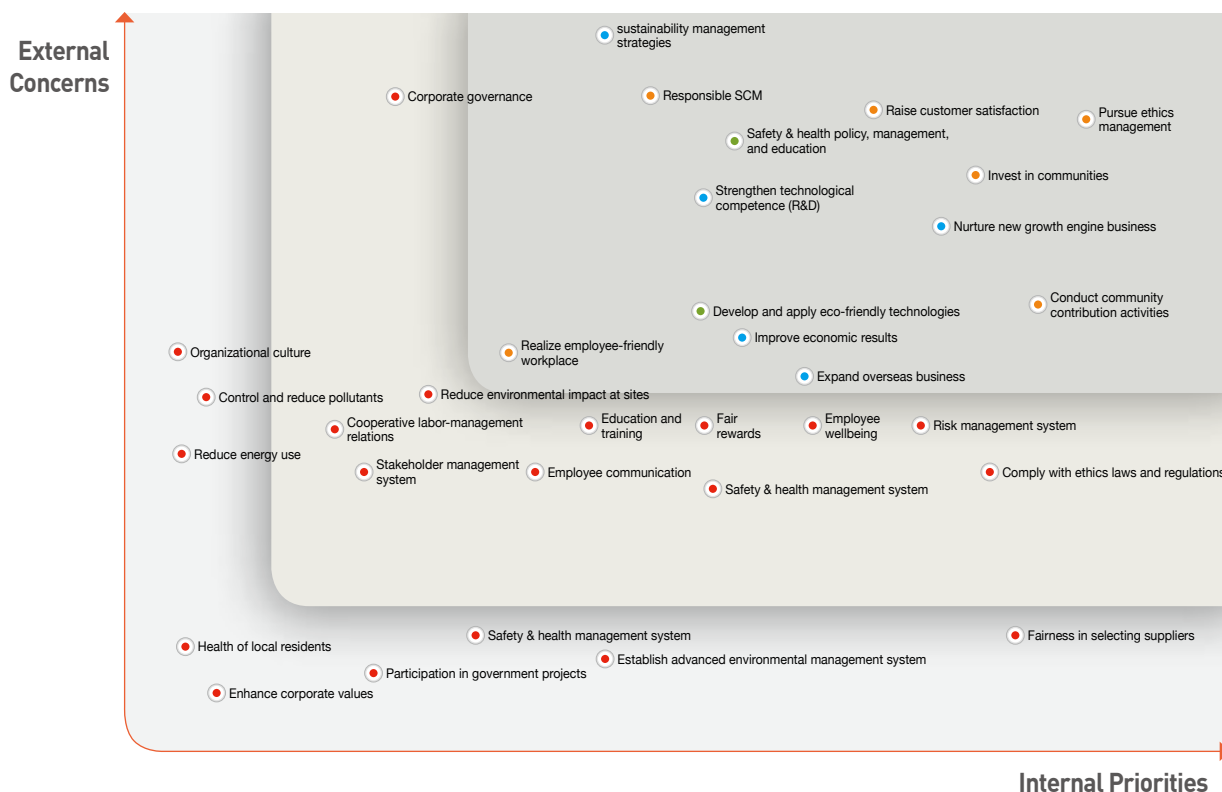 External
Concerns
sustainability management
strategies
Corporate governance
Responsible SCM
Raise customer satisfaction
Pursue ethics
management
Safety & health policy, management,
and education
Invest in communities
Strengthen technological
competence (R&D)
Nurture new growth engine business
Conduct community
contribution activities
Develop and apply eco-friendly technologies
Improve economic results
Organizational culture
Realize employee-friendly
workplace
Expand overseas business
Control and reduce pollutants
Reduce environmental impact at sites
Cooperative labor-management
relations
Education and
training
Fair
rewards
Employee
wellbeing
Risk management system
Reduce energy use
Stakeholder management
system
Employee communication
Comply with ethics laws and regulations
Safety & health management system
Safety & health management system
Fairness in selecting suppliers
Health of local residents
Establish advanced environmental management system
Participation in government projects
Enhance corporate values
Internal Priorities